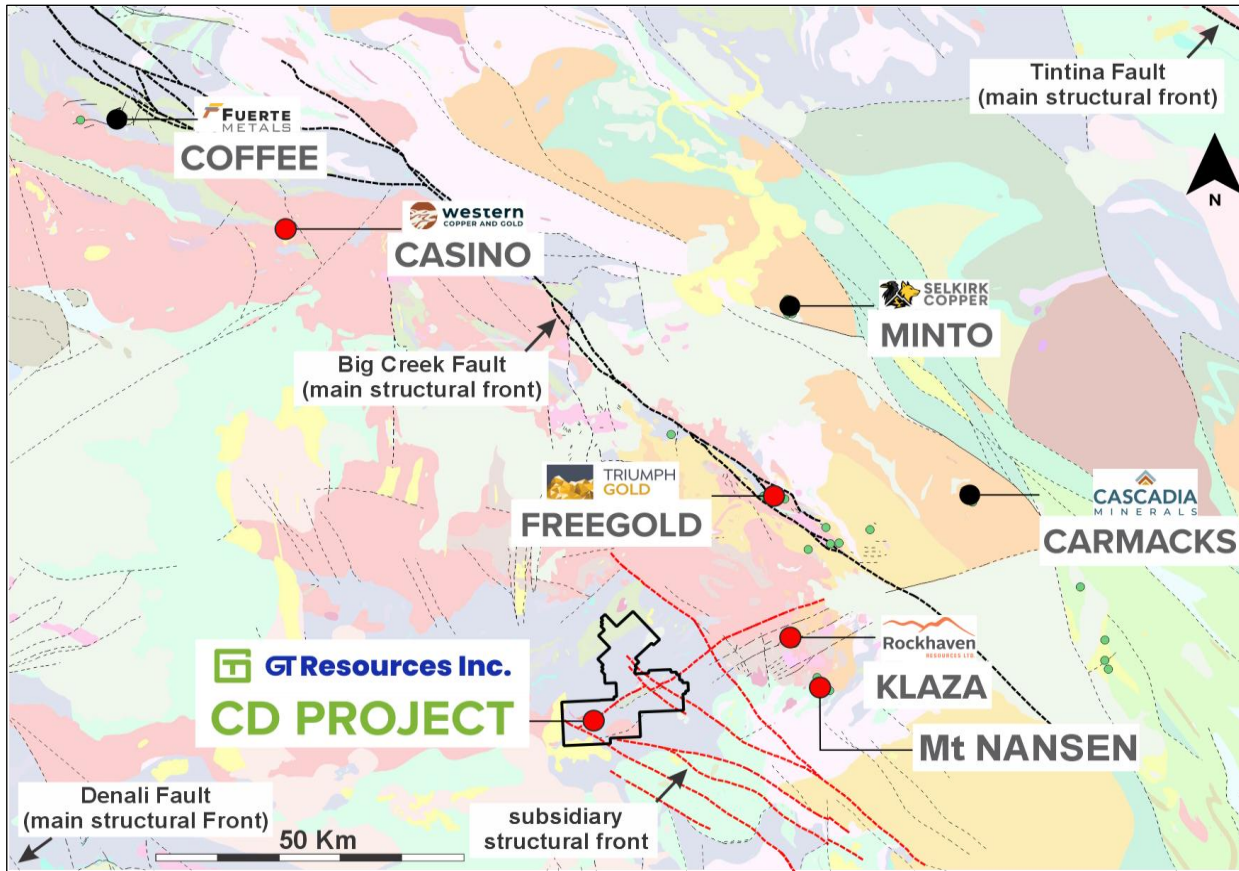 Tintina Fault
(main structural front)
FUERTE
METALS
COFFEE
N
western
COPPER AND GOLD
CASINO
SELKIRK
COPPER
MINTO
Big Creek Fault
(main structural front)
TRIUMPH
GOLD
FREEGOLD
CASCADIA
MINERALS
CARMACKS
Rockhaven
RESOURCES LTD.
KLAZA
GT Resources Inc.
CD PROJECT
Mt NANSEN
Denali Fault
(main structural Front)
50 Km
subsidiary
structural front